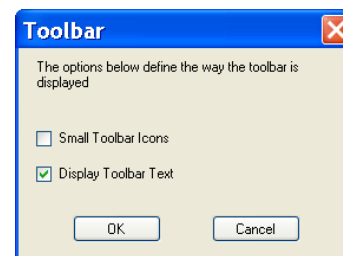 Toolbar
The options below define the way the toolbar is
displayed
Small Toolbar Icons
Display Toolbar Text
OK Cancel